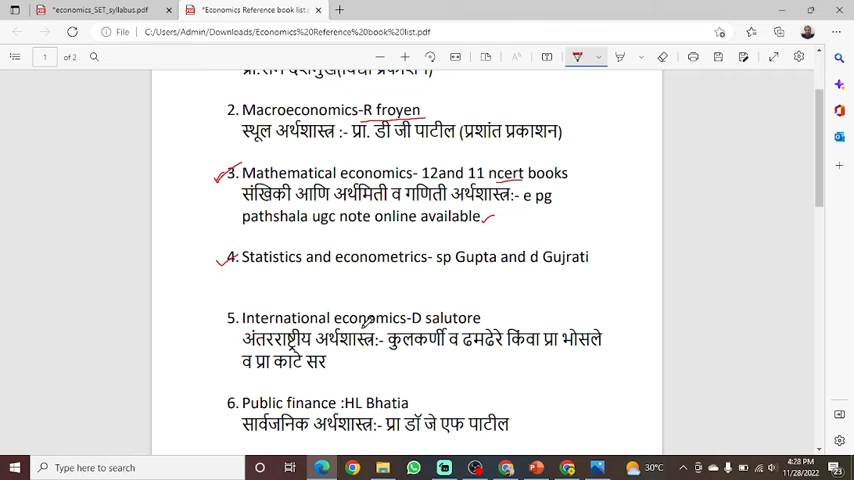 *economics_SET_syllabus.pdf
*Economics Reference book list.p
File
C:/Users/Admin/Downloads/Economics%20Reference%20book%20list.pdf
1 of 2
2. Macroeconomics-R froyen
स्थूल अर्थशास्त्र :- प्रा. डी जी पाटील (प्रशांत प्रकाशन)
3. Mathematical economics- 12and 11 ncert books
संखिकी आणि अर्थमिती व गणिती अर्थशास्त्र:- e pg
pathshala ugc note online available
4. Statistics and econometrics- sp Gupta and d Gujrati
5. International economics-D salutore
अंतरराष्ट्रीय अर्थशास्त्र:- कुलकर्णी व ढमढेरे किंवा प्रा भोसले
व प्रा काटे सर
6. Public finance :HL Bhatia
सार्वजनिक अर्थशास्त्र:- प्रा डॉ जे एफ पाटील
Type here to search
30°C
4:28 PM
11/28/2022
23